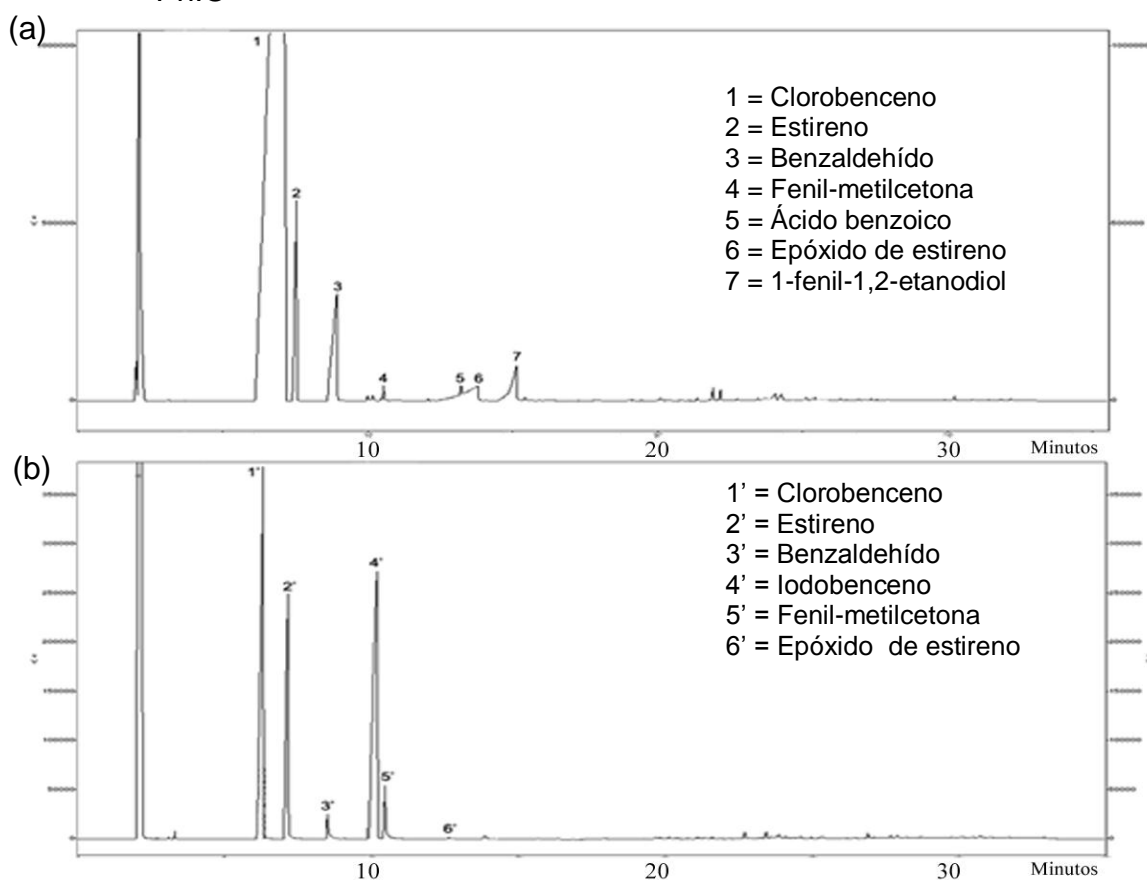 (a)
1
2
3
4
5
6
7
1 = Clorobenceno
2 = Estireno
3 = Benzaldehído
4 = Fenil-metilcetona
5 = Ácido benzoico
6 = Epóxido de estireno
7 = 1-fenil-1,2-etanodiol
10
20
30
Minutos
(b)
1'
2'
3'
4'
5'
6'
1’ = Clorobenceno
2’ = Estireno
3’ = Benzaldehído
4’ = Iodobenceno
5’ = Fenil-metilcetona
6’ = Epóxido de estireno
10
20
30
Minutos